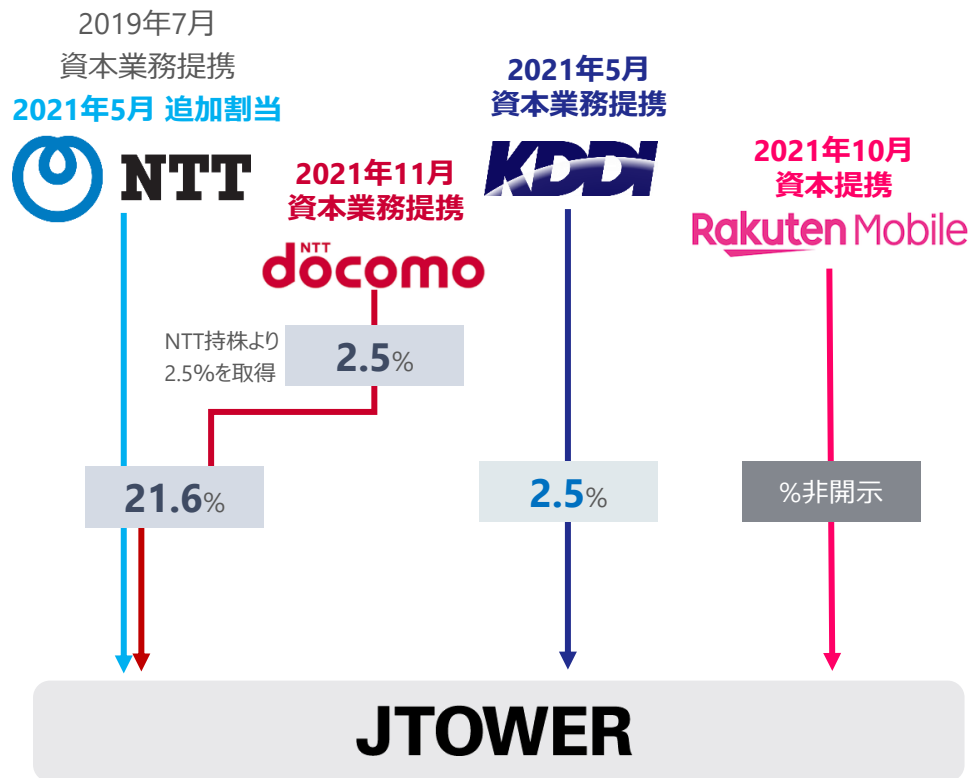 2019年7月
資本業務提携
2021年5月 追加割当
NTT
2021年11月
資本業務提携
NTT
docomo
NTT持株より
2.5%を取得
2.5%
21.6%
2021年5月
資本業務提携
KDDI
2.5%
2021年10月
資本提携
Rakuten Mobile
%非開示
JTOWER